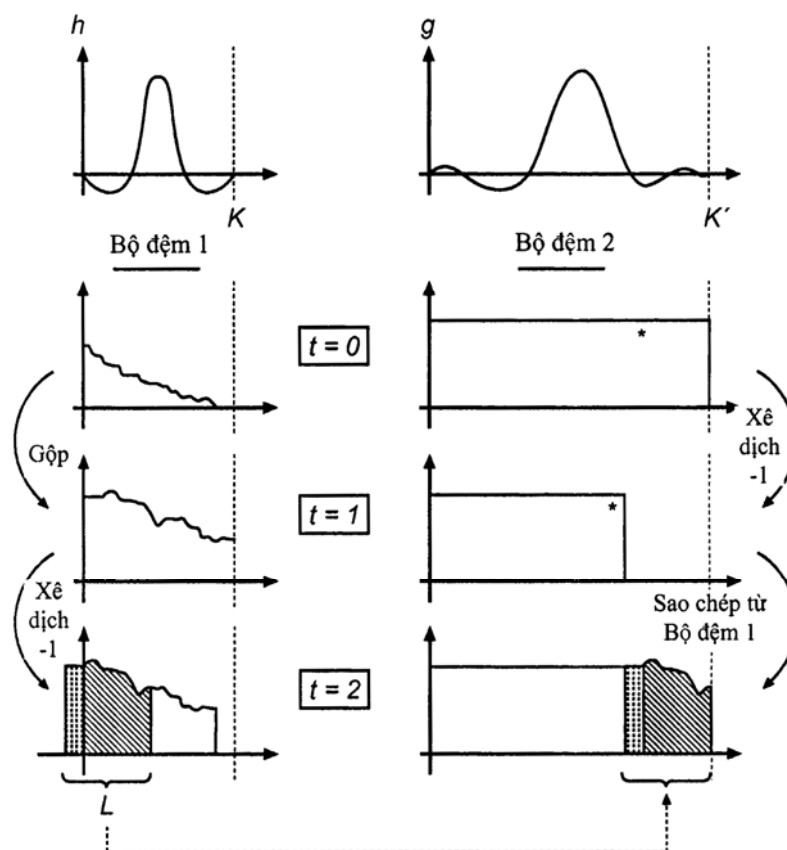 h
g
K
K´
Bộ đệm 1
Bộ đệm 2
t = 0
*
Gộp
Xê
dịch
-1
t = 1
*
Xê
dịch
-1
Sao chép từ
Bộ đệm 1
t = 2
L